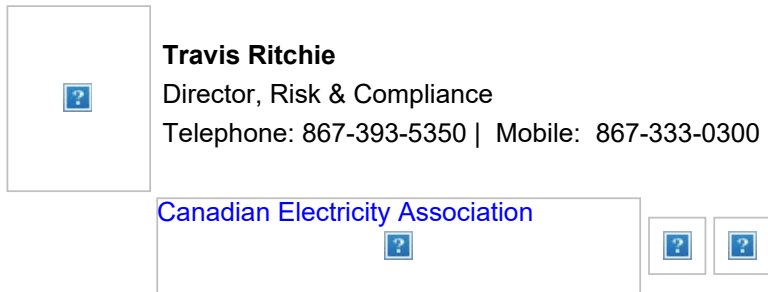 Travis Ritchie
Director, Risk & Compliance
Telephone: 867-393-5350 | Mobile: 867-333-0300
Canadian Electricity Association